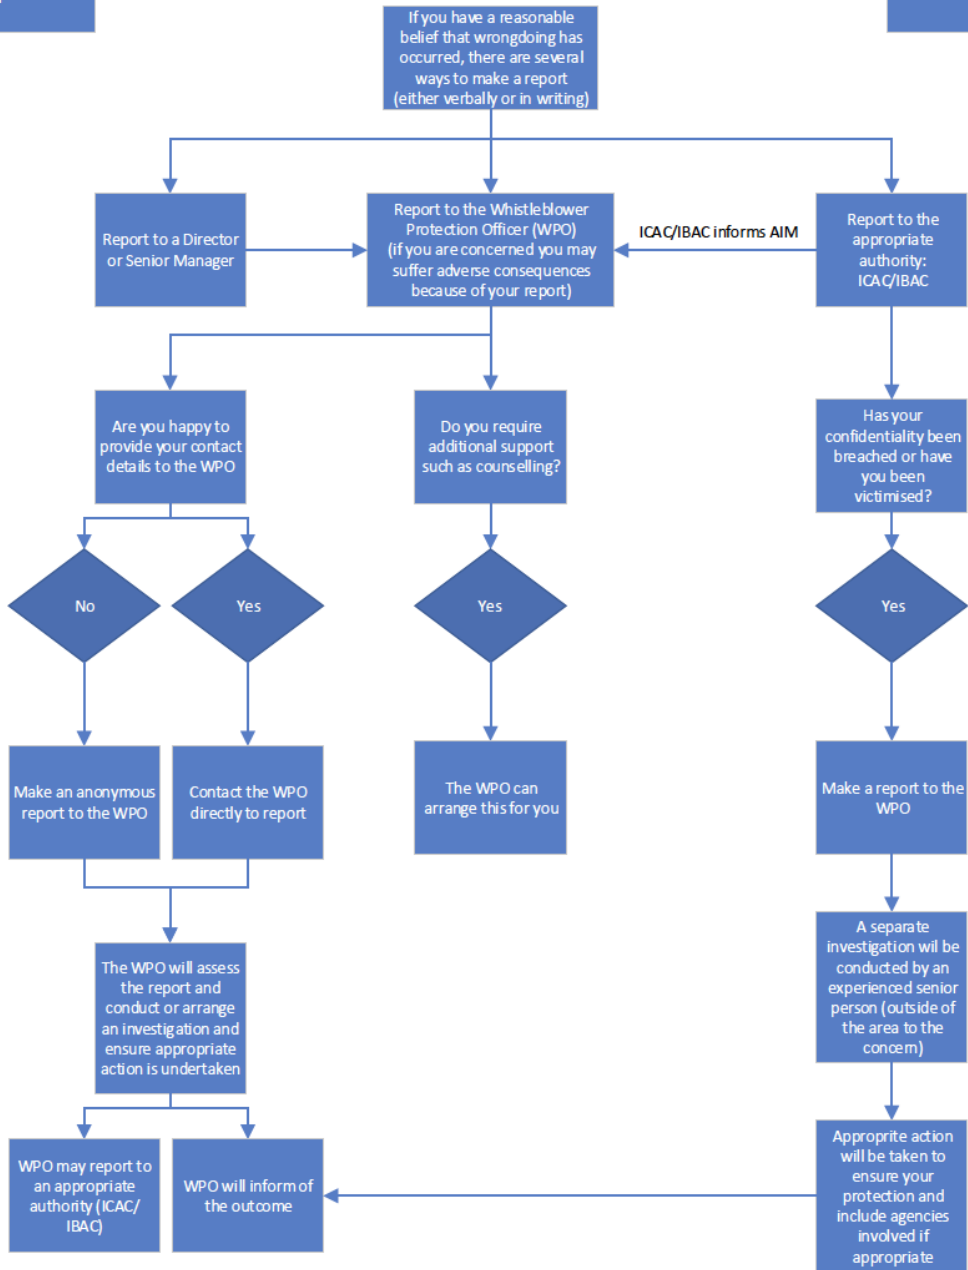 If you have a reasonable
belief that wrongdoing has
occurred, there are several
ways to make a report
(either verbally or in writing)
Report to a Director
or Senior Manager
Report to the Whistleblower
Protection Officer (WPO)
(if you are concerned you may
suffer adverse consequences
because of your report)
ICAC/IBAC informs AIM
Report to the
appropriate
authority:
ICAC/IBAC
Are you happy to
provide your contact
details to the WPO
Do you require
additional support
such as counselling?
Has your
confidentiality been
breached or have
you been
victimised?
No
Yes
Yes
Yes
Make an anonymous
report to the WPO
Contact the WPO
directly to report
The WPO can
arrange this for you
Make a report to the
WPO
The WPO will assess
the report and
conduct or arrange
an investigation and
ensure appropriate
action is undertaken
A separate
investigation will be
conducted by an
experienced senior
person (outside of
the area to the
concern)
WPO may report to
an appropriate
authority (ICAC/
IBAC)
WPO will inform of
the outcome
Approprite action
will be taken to
ensure your
protection and
include agencies
involved if
appropriate